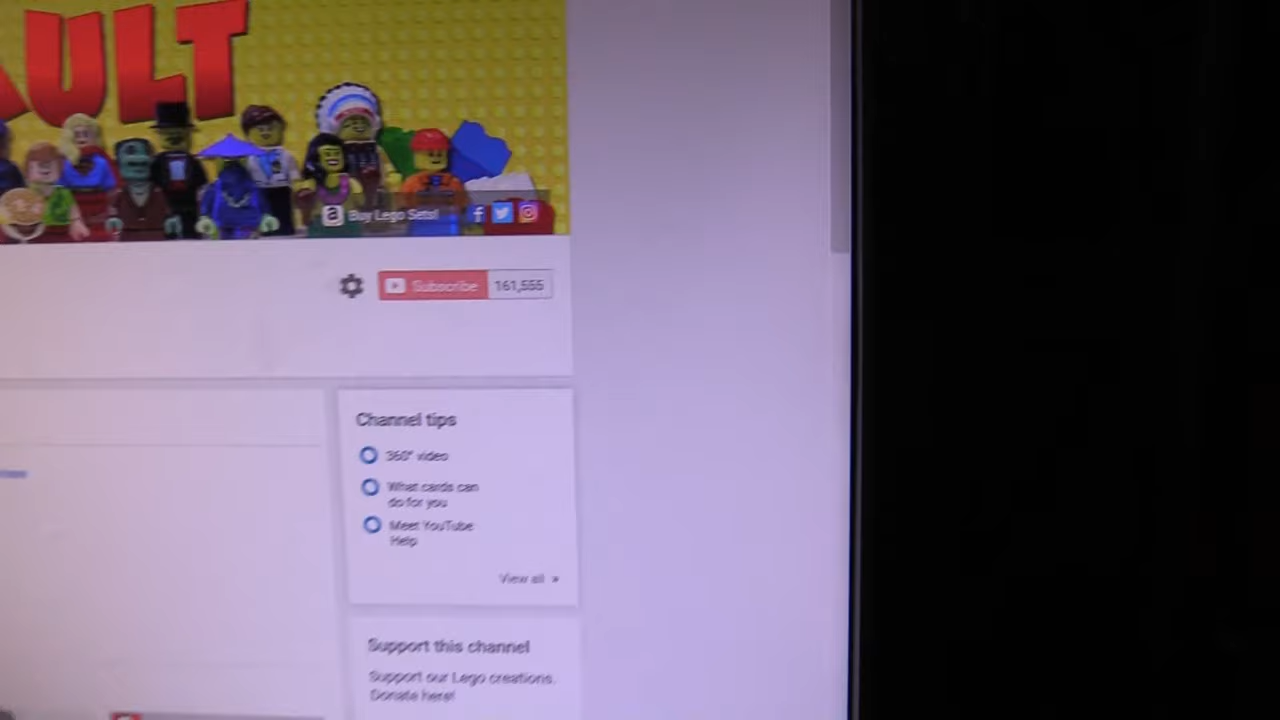 AULT
a Buy Lego Sets!
Subscribe 161,555
Channel tips
360° video
What cards can
do for you
Meet YouTube
Help
View all »
Support this channel
Support our Lego creations.
Donate here!